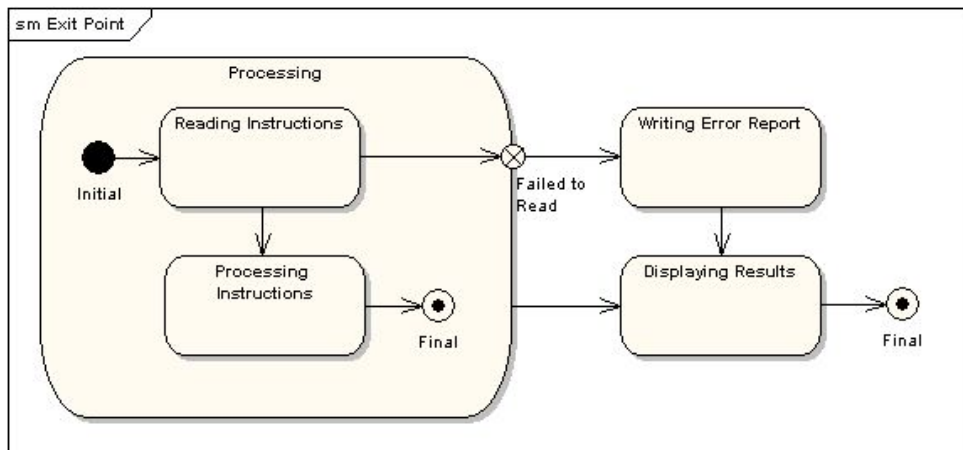 sm Exit Point
Processing
Reading Instructions
Writing Error Report
Initial
Failed to
Read
Processing
Instructions
Displaying Results
Final
Final